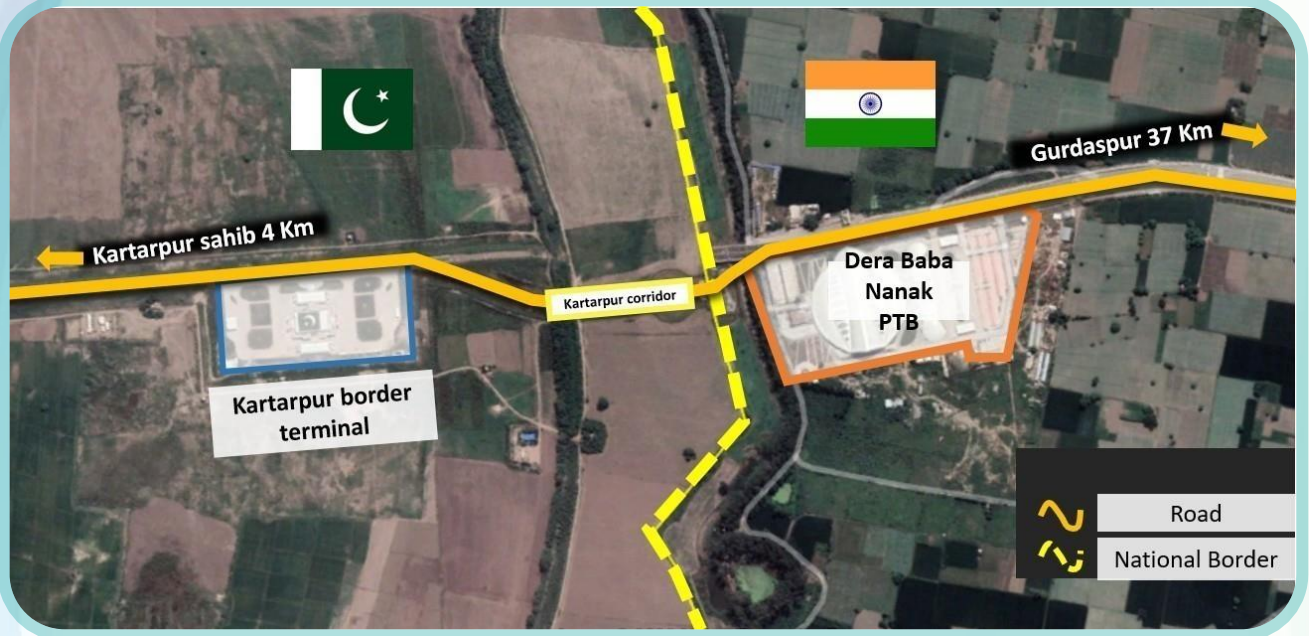 Gurdaspur 37 Km
Kartarpur sahib 4 Km
Dera Baba
Nanak
PTB
Kartarpur corridor
Kartarpur border
terminal
Road
National Border